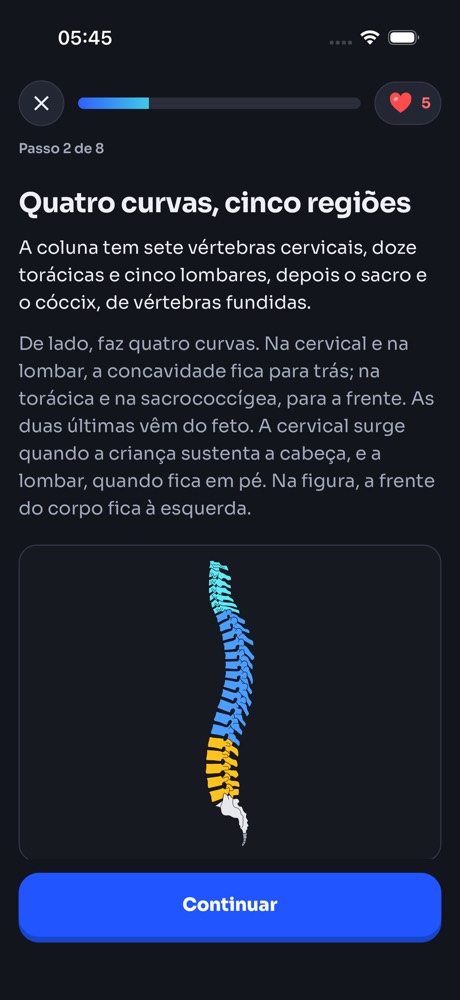 05:45
5
Passo 2 de 8
Quatro curvas, cinco regiões
A coluna tem sete vértebras cervicais, doze
torácicas e cinco lombares, depois o sacro e
o cóccix, de vértebras fundidas.
De lado, faz quatro curvas. Na cervical e na
lombar, a concavidade fica para trás; na
torácica e na sacrococcígea, para a frente. As
duas últimas vêm do feto. A cervical surge
quando a criança sustenta a cabeça, e a
lombar, quando fica em pé. Na figura, a frente
do corpo fica à esquerda.
Continuar